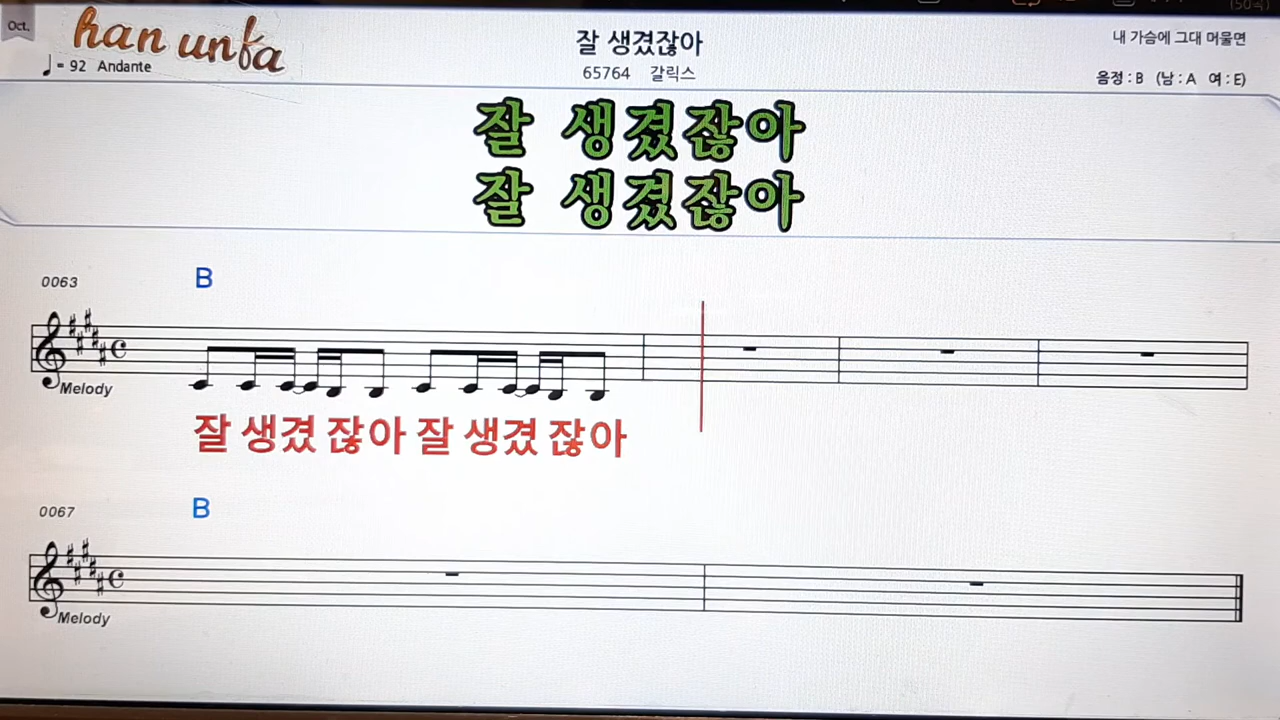 Oct.
han unfa
♩= 92 Andante
잘 생겼잖아
65764 갈릭스
내 가슴에 그대 머물면
음정 : B (남 : A 여 : E)
잘 생겼잖아
잘 생겼잖아
0063
B
Melody
잘 생겼 잖아 잘 생겼 잖아
0067
B
Melody